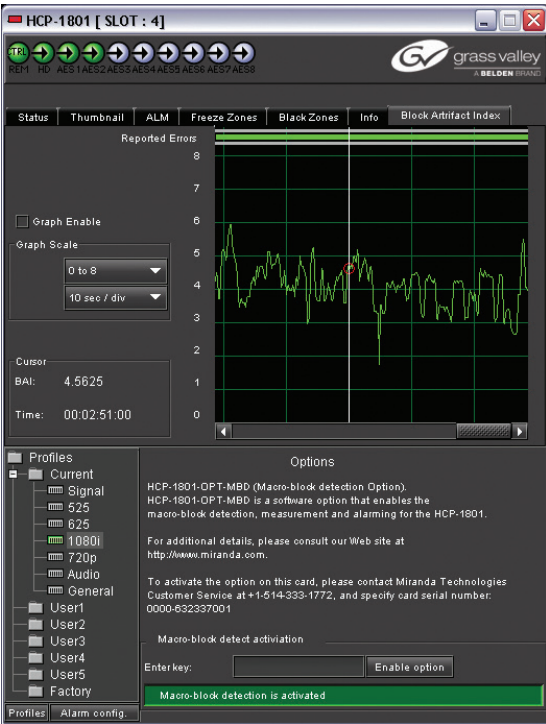 HCP-1801 [ SLOT : 4]
CTRL
REM HD AES1 AES2 AES3 AES4 AES5 AES6 AES7 AES8
GV grass valley
A BELDEN BRAND
Status Thumbnail ALM Freeze Zones Black Zones Info Block Artrifact Index
Reported Errors
8
7
6
5
4
3
2
1
0
Graph Enable
Graph Scale
0 to 8
10 sec / div
Cursor
BAI: 4.5625
Time: 00:02:51:00
Profiles
Current
Signal
525
625
1080i
720p
Audio
General
User1
User2
User3
User4
User5
Factory
Profiles Alarm config.
Options
HCP-1801-OPT-MBD (Macro-block detection Option).
HCP-1801-OPT-MBD is a software option that enables the
macro-block detection, measurement and alarming for the HCP-1801.
For additional details, please consult our Web site at
http://www.miranda.com.
To activate the option on this card, please contact Miranda Technologies
Customer Service at +1-514-333-1772, and specify card serial number:
0000-632337001
Macro-block detect activiation
Enter key: Enable option
Macro-block detection is activated